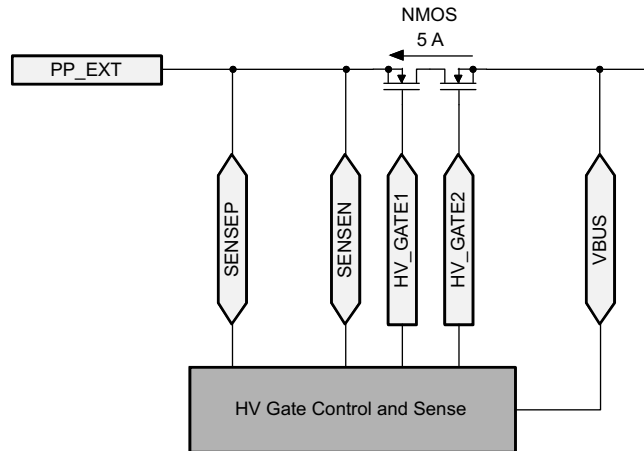 NMOS
5 A
PP_EXT
SENSEP
SENSEN
HV_GATE1
HV_GATE2
VBUS
HV Gate Control and Sense